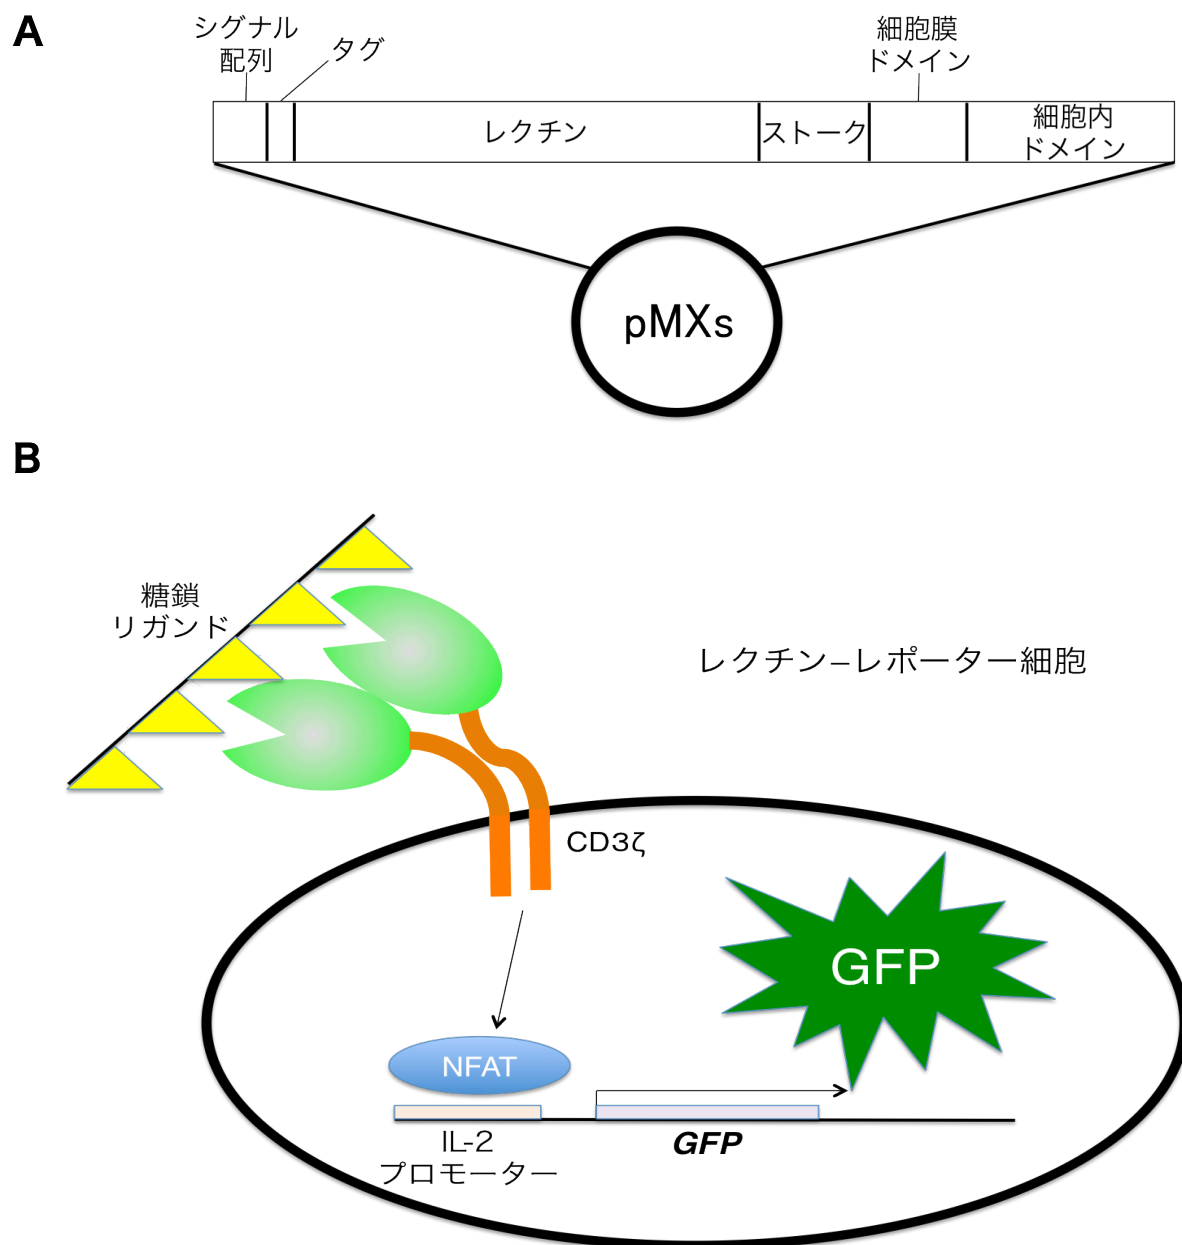 A
シグナル
配列
タグ
細胞膜
ドメイン
レクチン
ストーク
細胞内
ドメイン
pMXs
B
糖鎖
リガンド
レクチン–レポーター細胞
CD3ζ
GFP
NFAT
IL-2
プロモーター
GFP